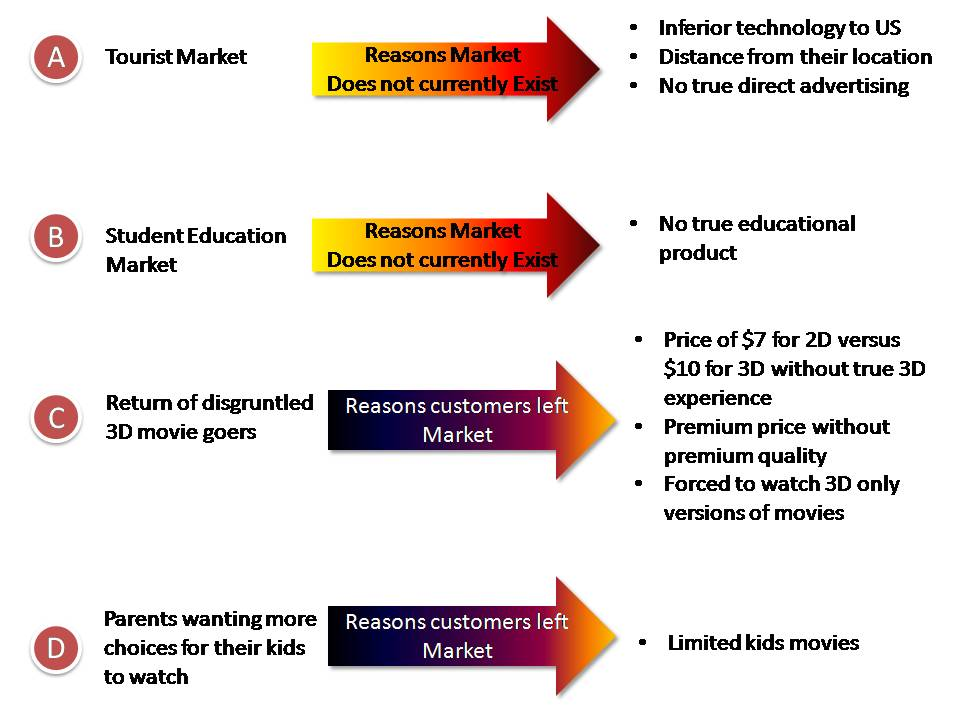 A
Tourist Market
Reasons Market
Does not currently Exist
• Inferior technology to US
• Distance from their location
• No true direct advertising
B
Student Education
Market
Reasons Market
Does not currently Exist
• No true educational
product
C
Return of disgruntled
3D movie goers
Reasons customers left
Market
• Price of $7 for 2D versus
$10 for 3D without true 3D
experience
• Premium price without
premium quality
• Forced to watch 3D only
versions of movies
D
Parents wanting more
choices for their kids
to watch
Reasons customers left
Market
• Limited kids movies